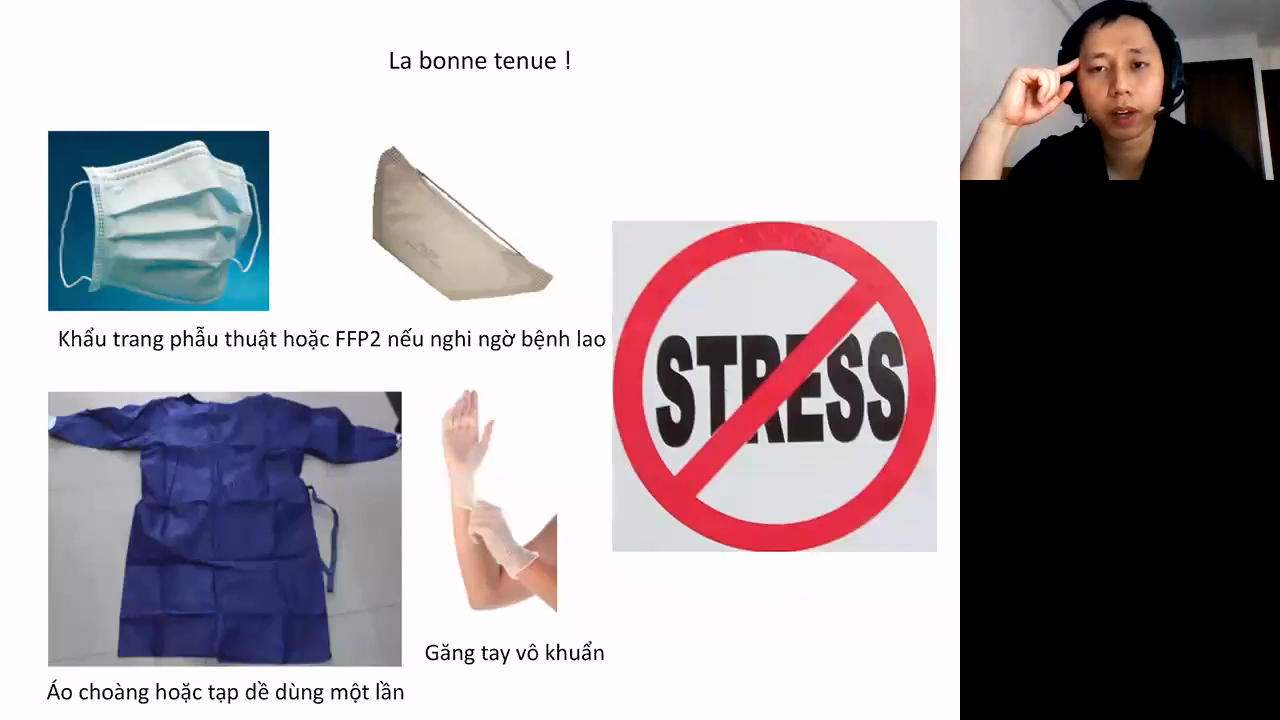 La bonne tenue !
Khẩu trang phẫu thuật hoặc FFP2 nếu nghi ngờ bệnh lao
STRESS
Găng tay vô khuẩn
Áo choàng hoặc tạp dề dùng một lần